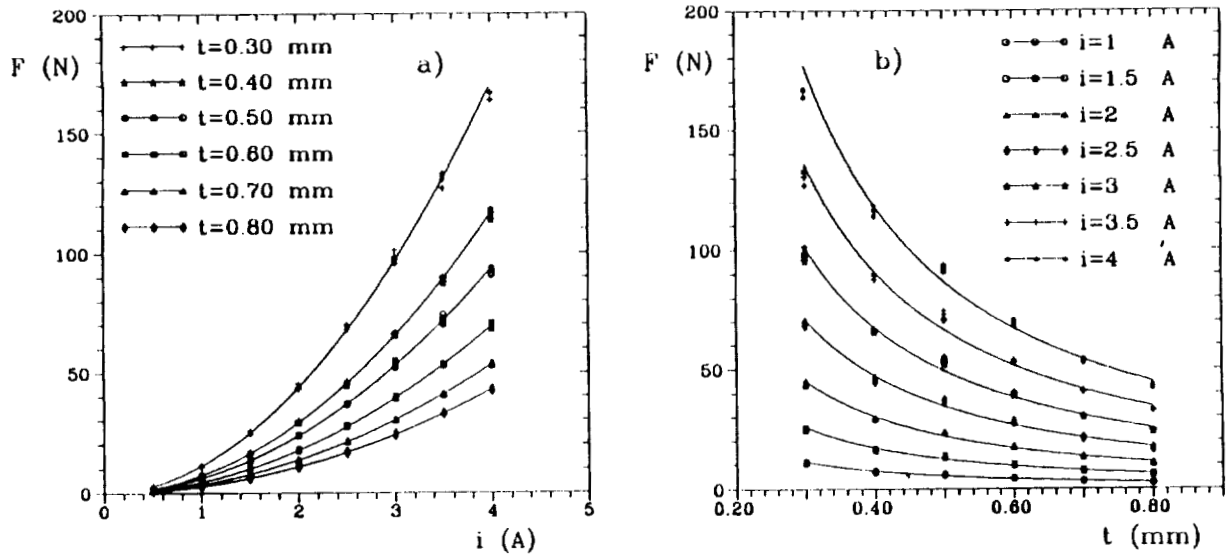 200
F (N)
150
100
50
0
0 1 2 3 4 5
i (A)
a)
t=0.30 mm
t=0.40 mm
t=0.50 mm
t=0.60 mm
t=0.70 mm
t=0.80 mm
200
F (N)
150
100
50
0
0.20 0.40 0.60 0.80
t (mm)
b)
i=1 A
i=1.5 A
i=2 A
i=2.5 A
i=3 A
i=3.5 A
i=4 A